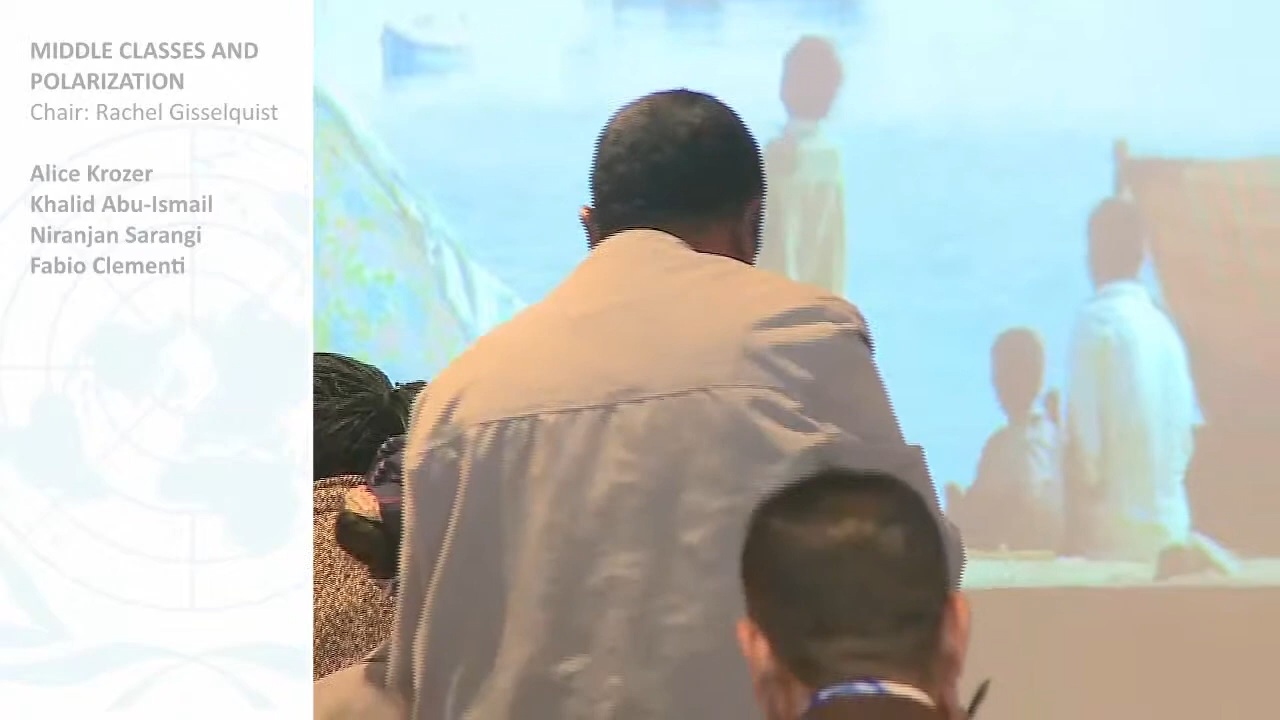 MIDDLE CLASSES AND
POLARIZATION
Chair: Rachel Gisselquist
Alice Krozer
Khalid Abu-Ismail
Niranjan Sarangi
Fabio Clementi